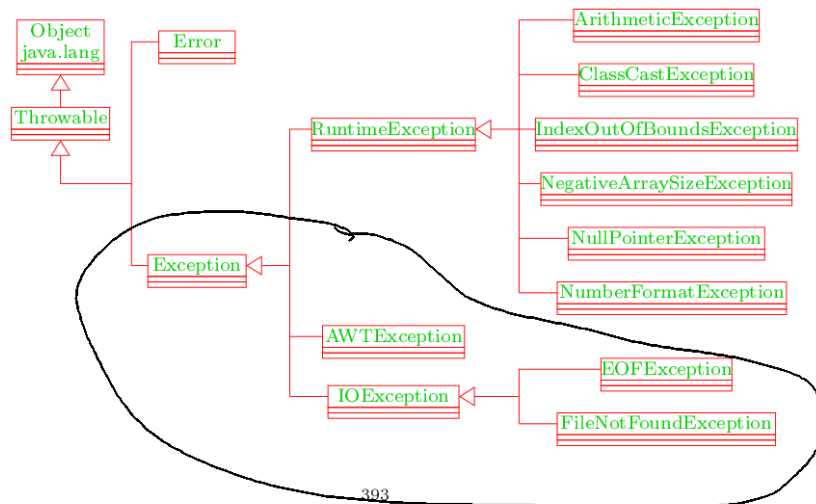 Object
java.lang
Throwable
Error
Exception
RuntimeException
AWTException
IOException
ArithmeticException
ClassCastException
IndexOutOfBoundsException
NegativeArraySizeException
NullPointerException
NumberFormatException
EOFException
FileNotFoundException
393